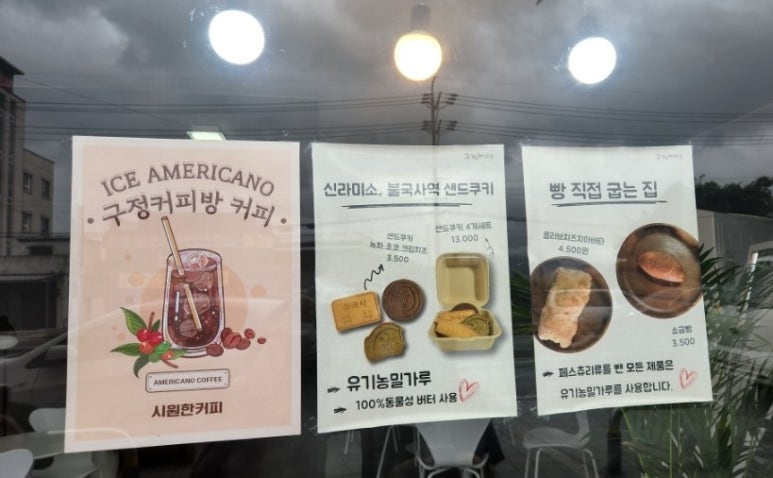 ICE AMERICANO
· 구정커피방 커피 ·
AMERICANO COFFEE
시원한커피
신라미소, 불국사역 샌드쿠키
샌드쿠키
녹차 초코 크림치즈
3.500
샌드쿠키 4개세트
13.000
유기농밀가루
100%동물성 버터 사용
빵 직접 굽는 집
올리브치즈치아바타
4.500원
소금빵
3.500
페스츄리류를 뺀 모든 제품은
유기농밀가루를 사용합니다.